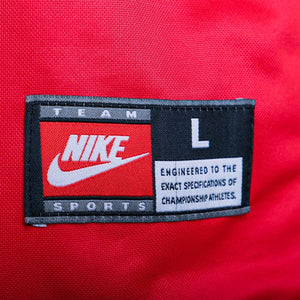 TEAM
NIKE
SPORTS
L
ENGINEERED TO THE
EXACT SPECIFICATIONS OF
CHAMPIONSHIP ATHLETES.